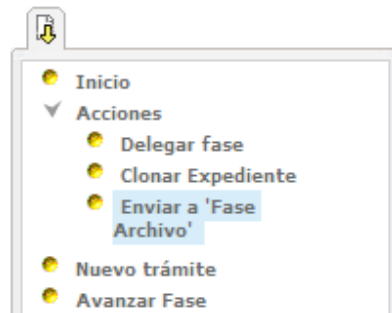 Inicio
Acciones
Delegar fase
Clonar Expediente
Enviar a 'Fase
Archivo'
Nuevo trámite
Avanzar Fase